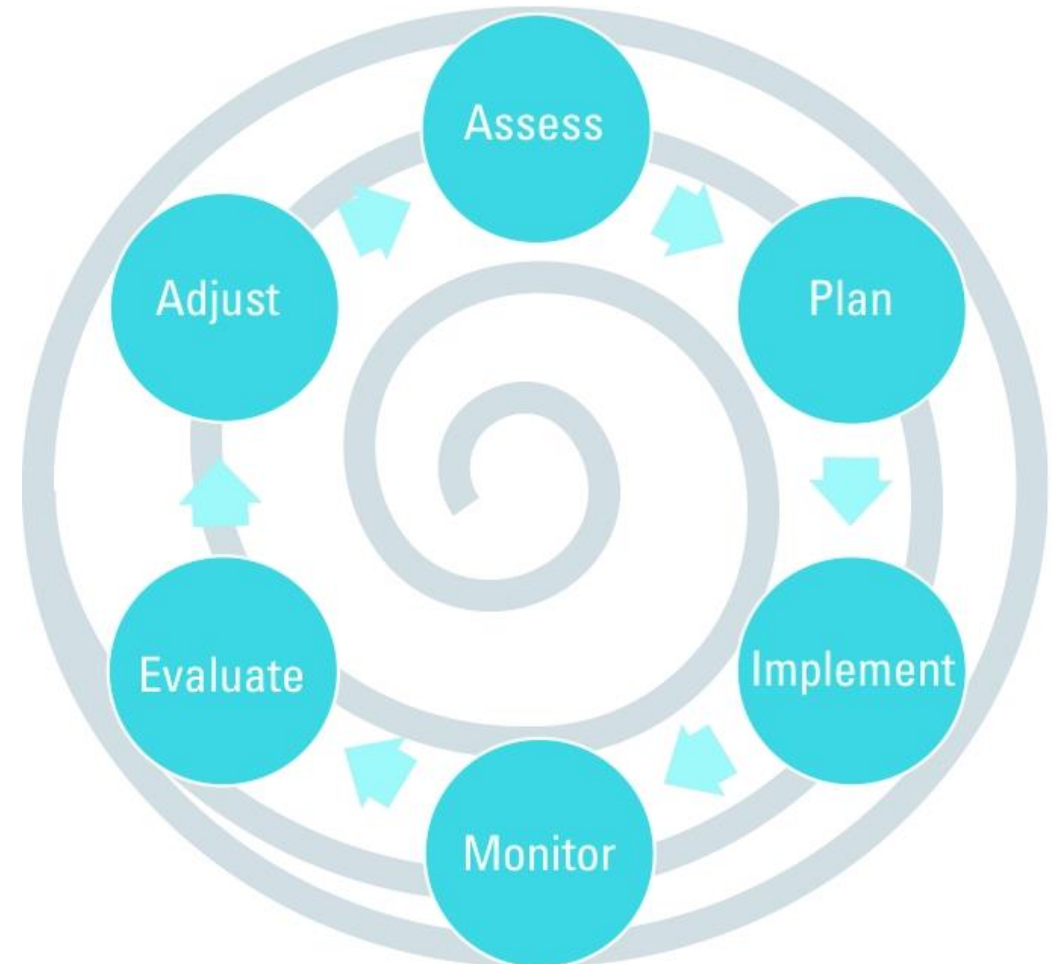 Assess
Plan
Implement
Monitor
Evaluate
Adjust